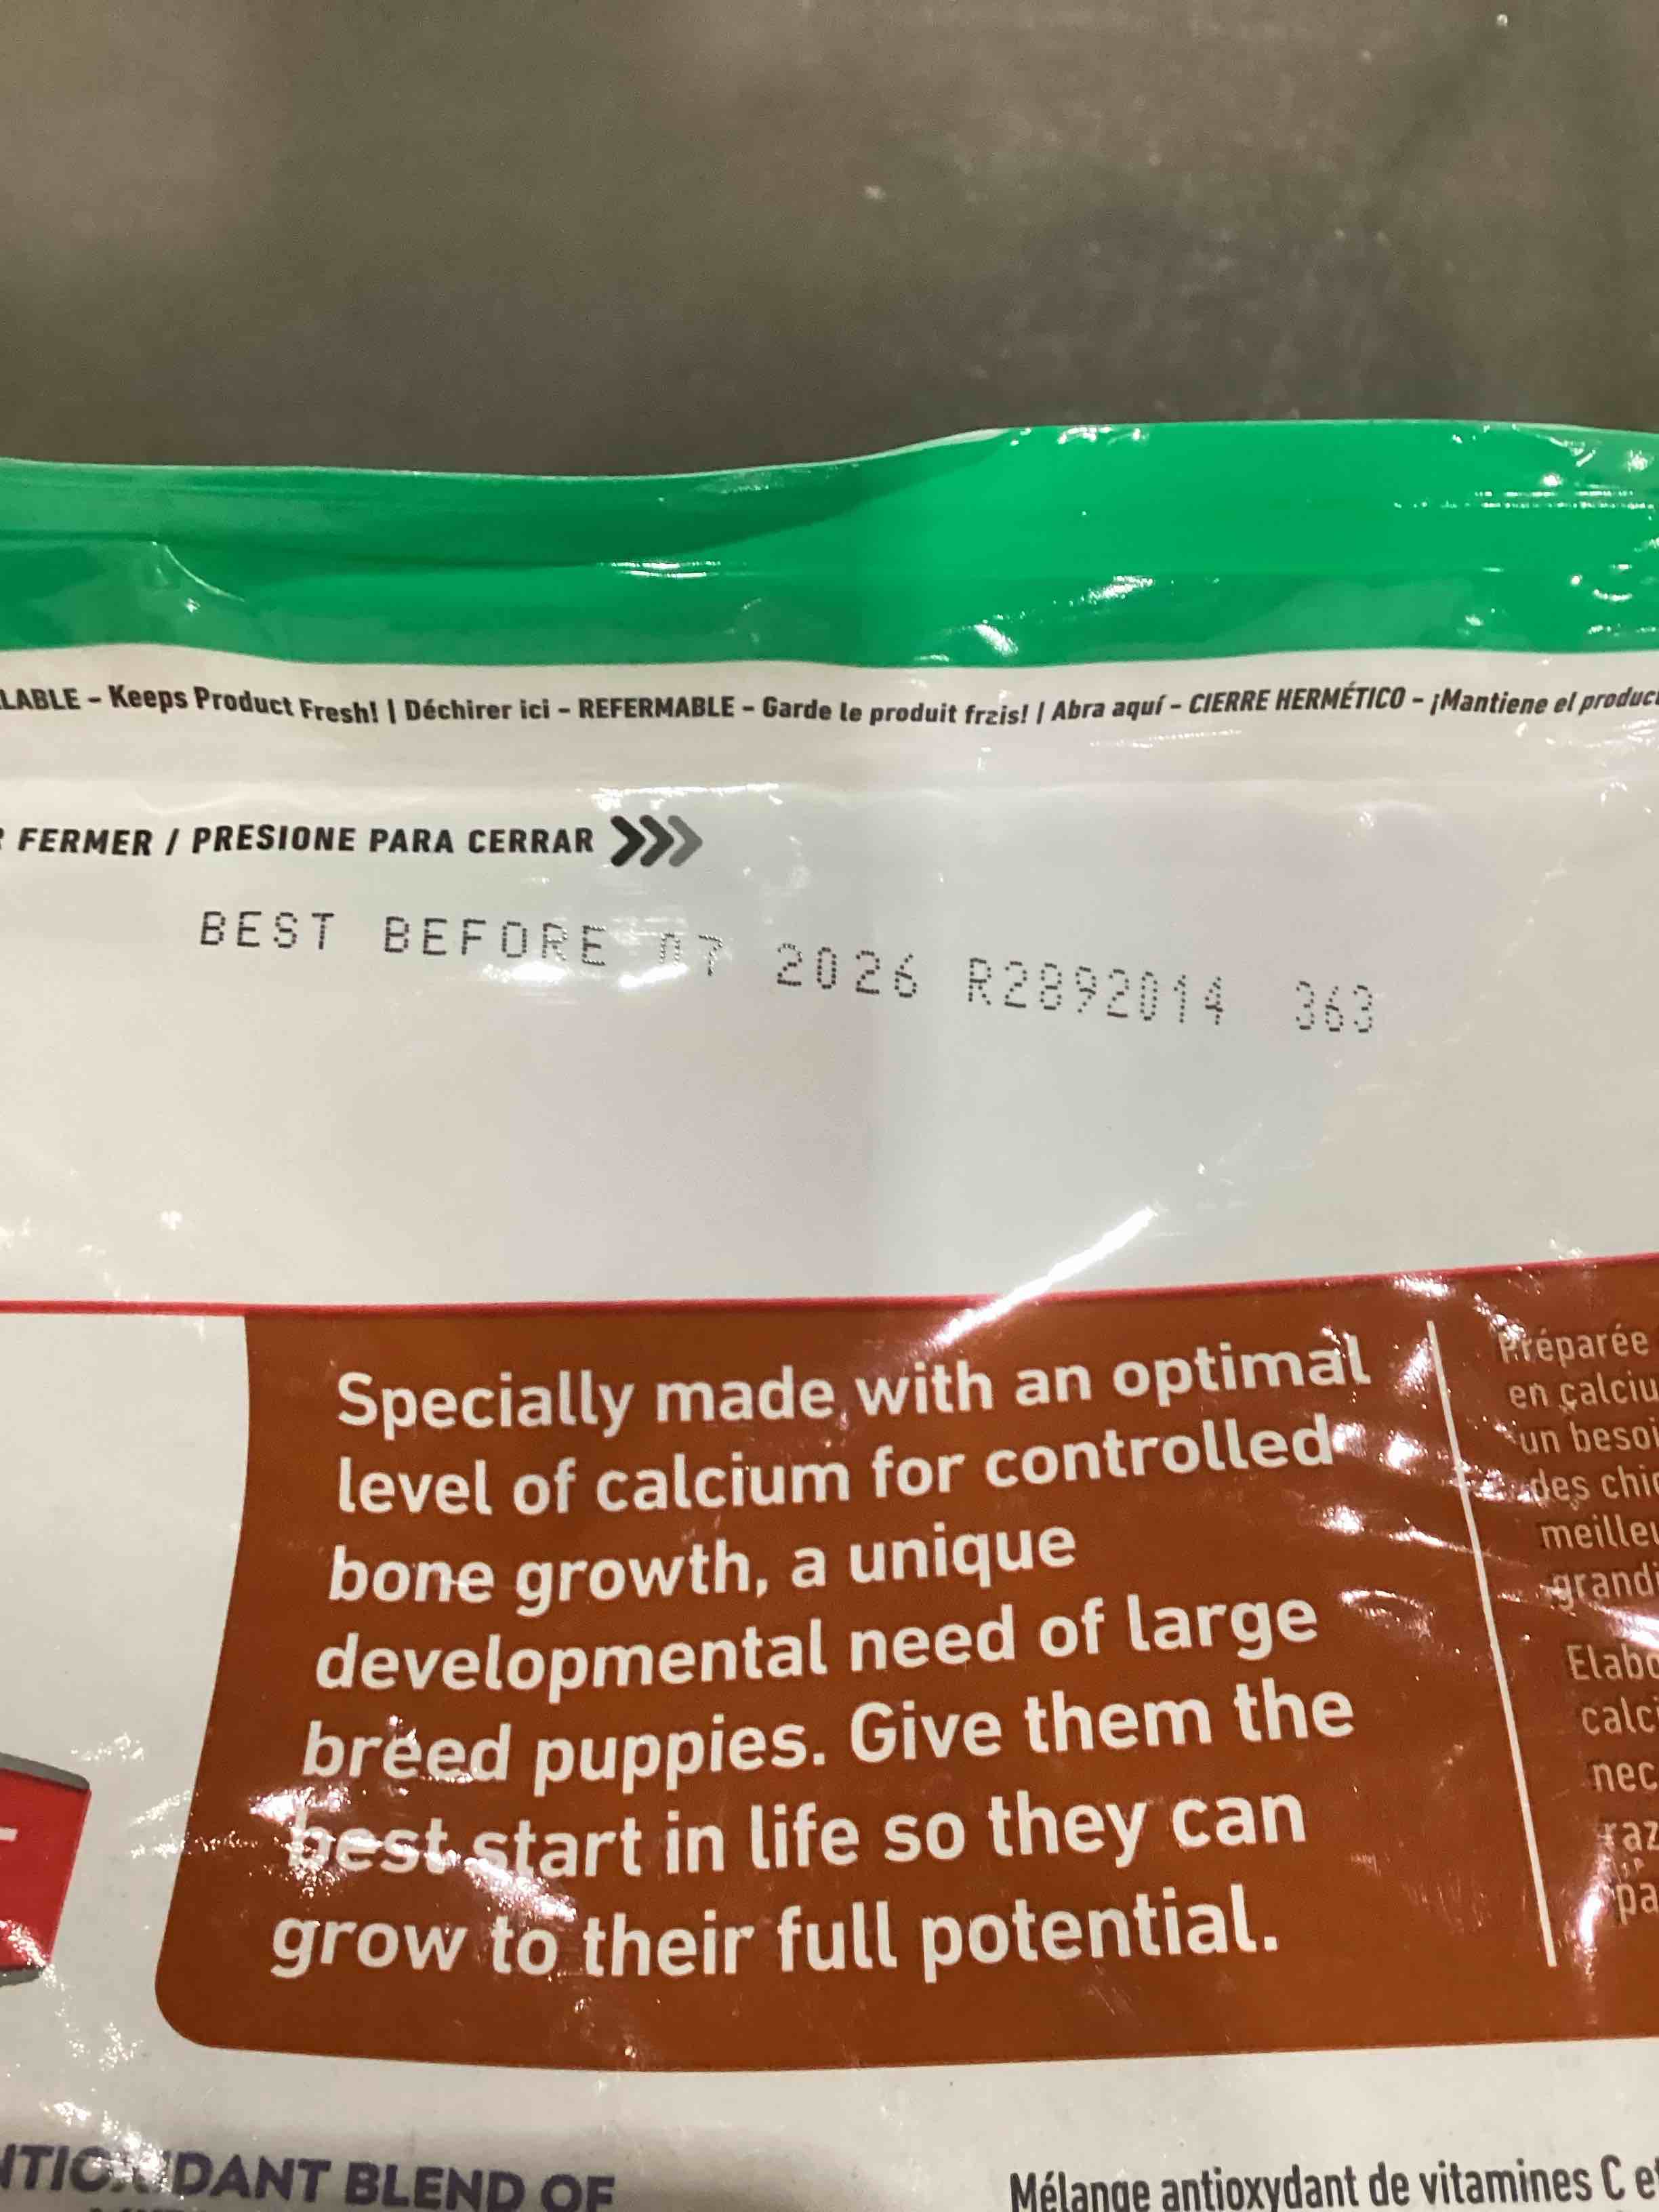 LABLE – Keeps Product Fresh! | Déchirer ici – REFERMABLE – Garde le produit frais! | Abra aquí – CIERRE HERMÉTICO – ¡Mantiene el produc
FERMER / PRESIONE PARA CERRAR
BEST BEFORE 07 2026 R2892014 363
Specially made with an optimal
level of calcium for controlled
bone growth, a unique
developmental need of large
breed puppies. Give them the
best start in life so they can
grow to their full potential.
Préparée
en calciu
un besoi
des chie
meilleu
grandi
Elabo
calci
nec
raz
pa
NTIOXIDANT BLEND OF
Mélange antioxydant de vitamines C et